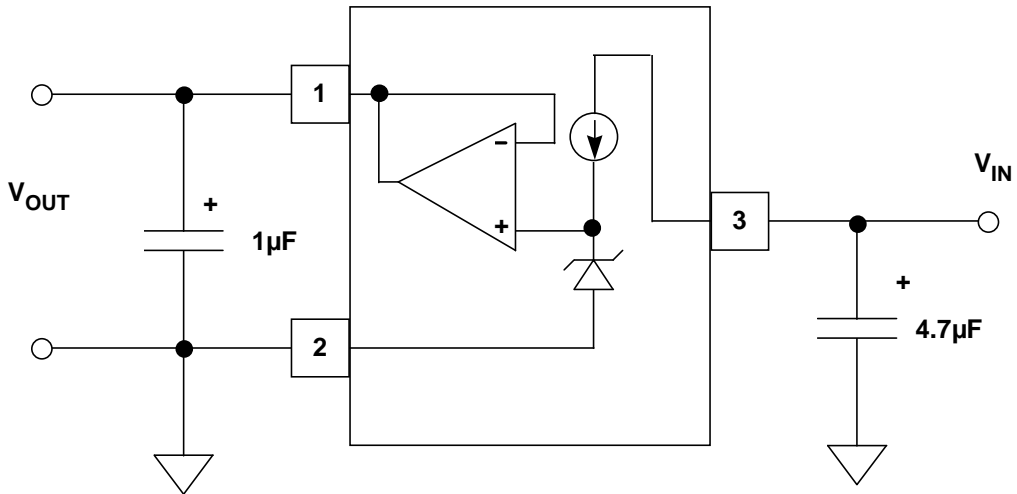 1
-
V_IN
V_OUT
+
+
3
1µF
+
4.7µF
2